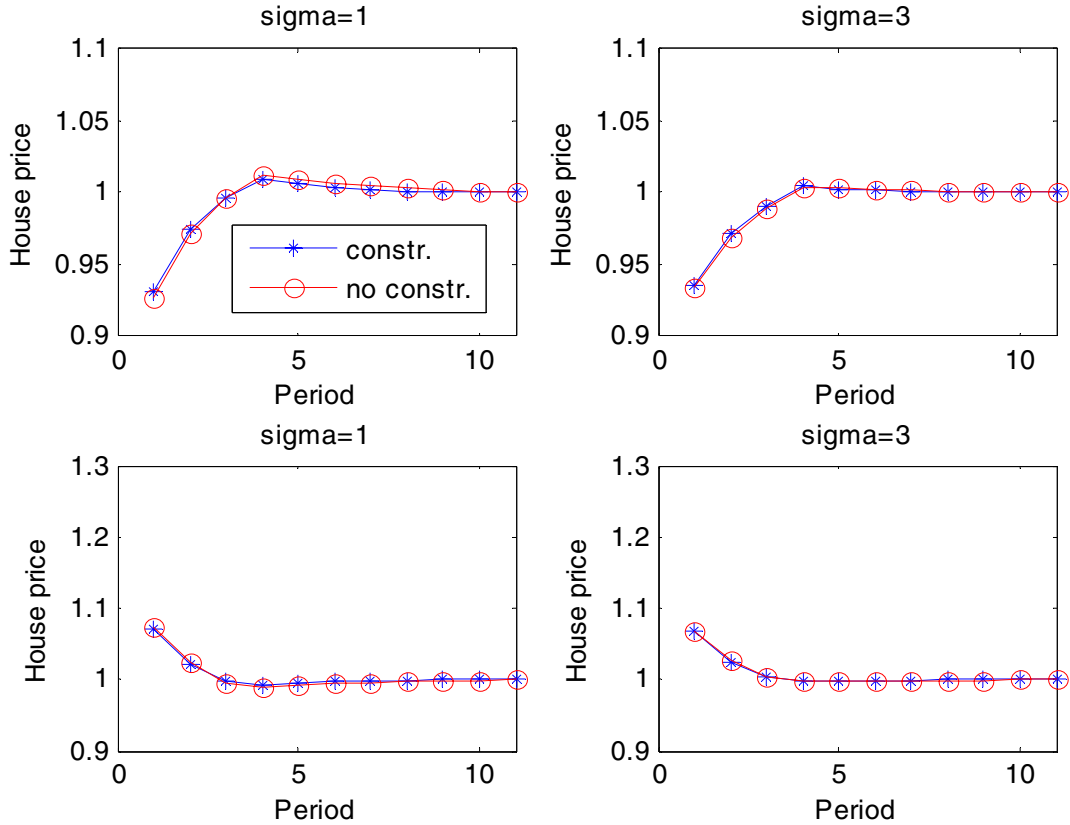 sigma=1
House price
1.1
1.05
1
0.95
0.9
constr.
no constr.
0
5
10
Period
sigma=3
House price
1.1
1.05
1
0.95
0.9
0
5
10
Period
sigma=1
House price
1.3
1.2
1.1
1
0.9
0
5
10
Period
sigma=3
House price
1.3
1.2
1.1
1
0.9
0
5
10
Period